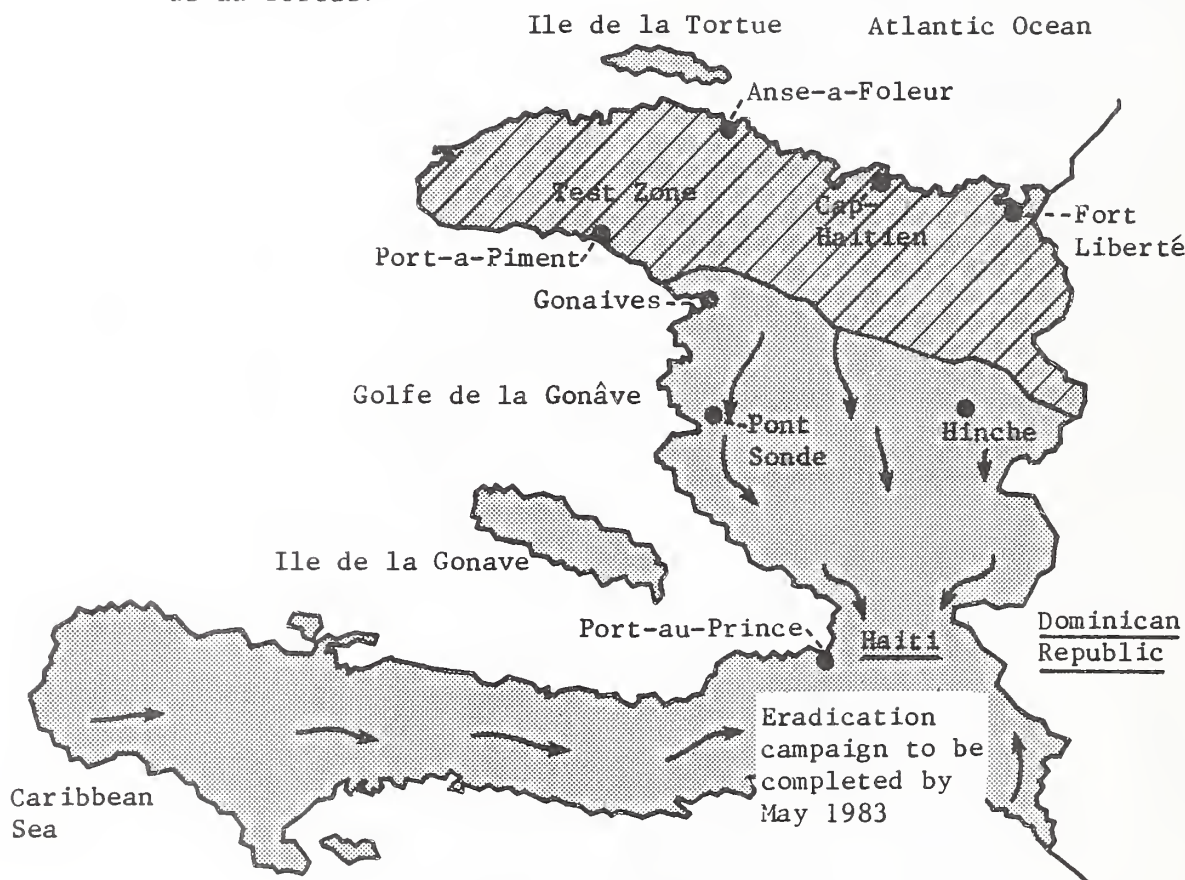 Ile de la Tortue
Atlantic Ocean
Anse-a-Foleur
Test Zone
Cap-
Haitien
Fort
Liberté
Port-a-Piment
Gonaives
Golfe de la Gonâve
Pont
Sonde
Hinche
Ile de la Gonave
Port-au-Prince
Haiti
Dominican
Republic
Eradication
campaign to be
completed by
May 1983
Caribbean
Sea